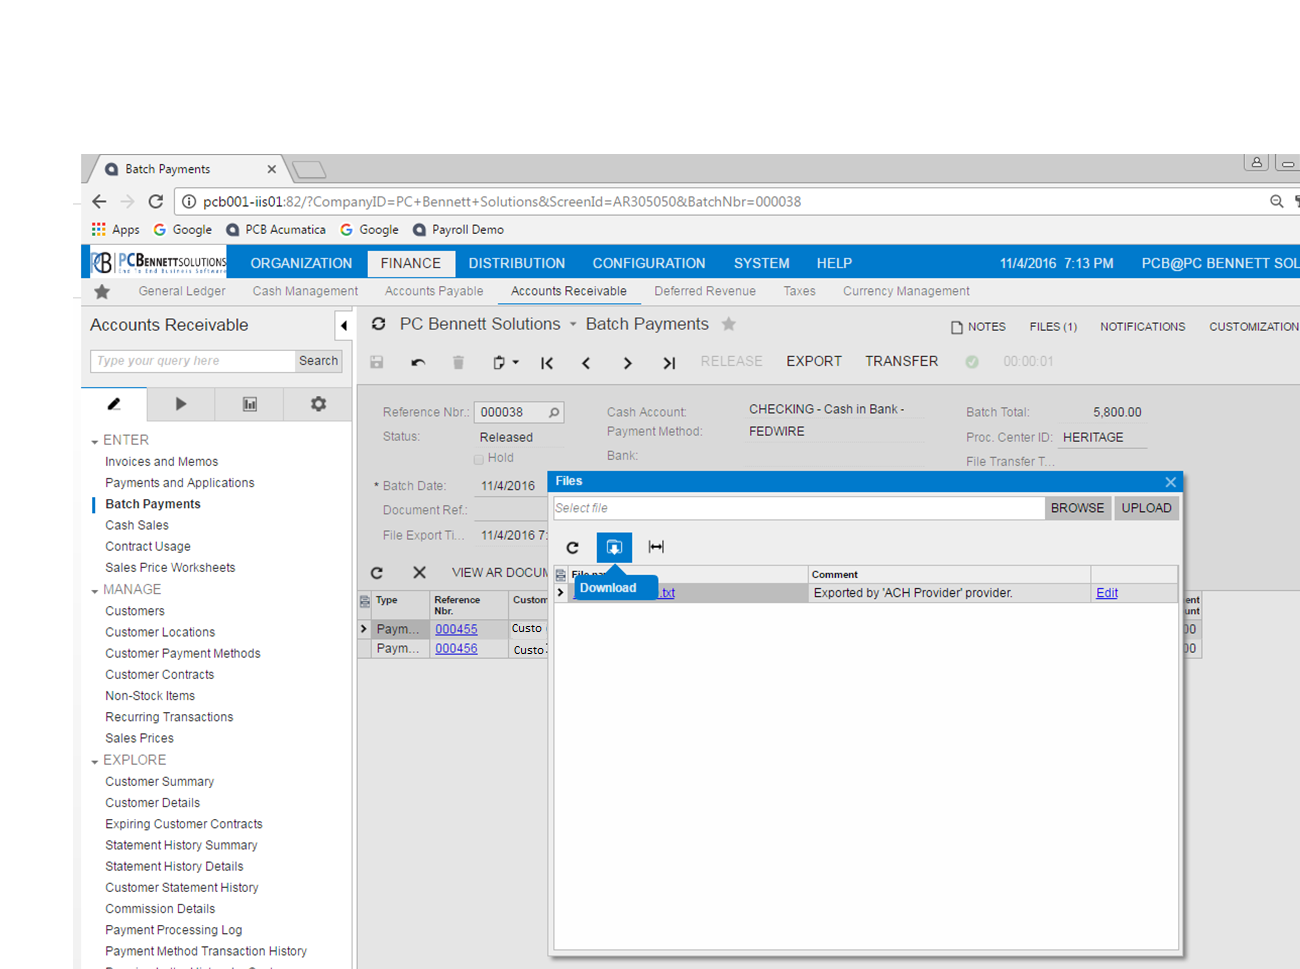 Batch Payments
pcb001-iis01:82/?CompanyID=PC+Bennett+Solutions&ScreenId=AR305050&BatchNbr=000038
Apps Google PCB Acumatica Google Payroll Demo
PCB PCBENNETTSOLUTIONS ORGANIZATION FINANCE DISTRIBUTION CONFIGURATION SYSTEM HELP 11/4/2016 7:13 PM PCB@PC BENNETT SOL
End To End Business Software
General Ledger Cash Management Accounts Payable Accounts Receivable Deferred Revenue Taxes Currency Management
Accounts Receivable
PC Bennett Solutions Batch Payments
NOTES FILES (1) NOTIFICATIONS CUSTOMIZATION
Type your query here Search
RELEASE EXPORT TRANSFER 00:00:01
Reference Nbr.: 000038
Status: Released
Hold
* Batch Date: 11/4/2016
Document Ref.:
File Export Ti... 11/4/2016 7:
Cash Account: CHECKING - Cash in Bank -
Payment Method: FEDWIRE
Bank:
Batch Total: 5,800.00
Proc. Center ID: HERITAGE
File Transfer T...
ENTER
Invoices and Memos
Payments and Applications
Batch Payments
Cash Sales
Contract Usage
Sales Price Worksheets
MANAGE
Customers
Customer Locations
Customer Payment Methods
Customer Contracts
Non-Stock Items
Recurring Transactions
Sales Prices
EXPLORE
Customer Summary
Customer Details
Expiring Customer Contracts
Statement History Summary
Statement History Details
Customer Statement History
Commission Details
Payment Processing Log
Payment Method Transaction History
VIEW AR DOCUM
Type Reference Nbr. Custom
Paym... 000455 Custo
Paym... 000456 Custo
ent
unt
00
00
Files
Select file BROWSE UPLOAD
File na Comment
Download
.txt Exported by 'ACH Provider' provider. Edit